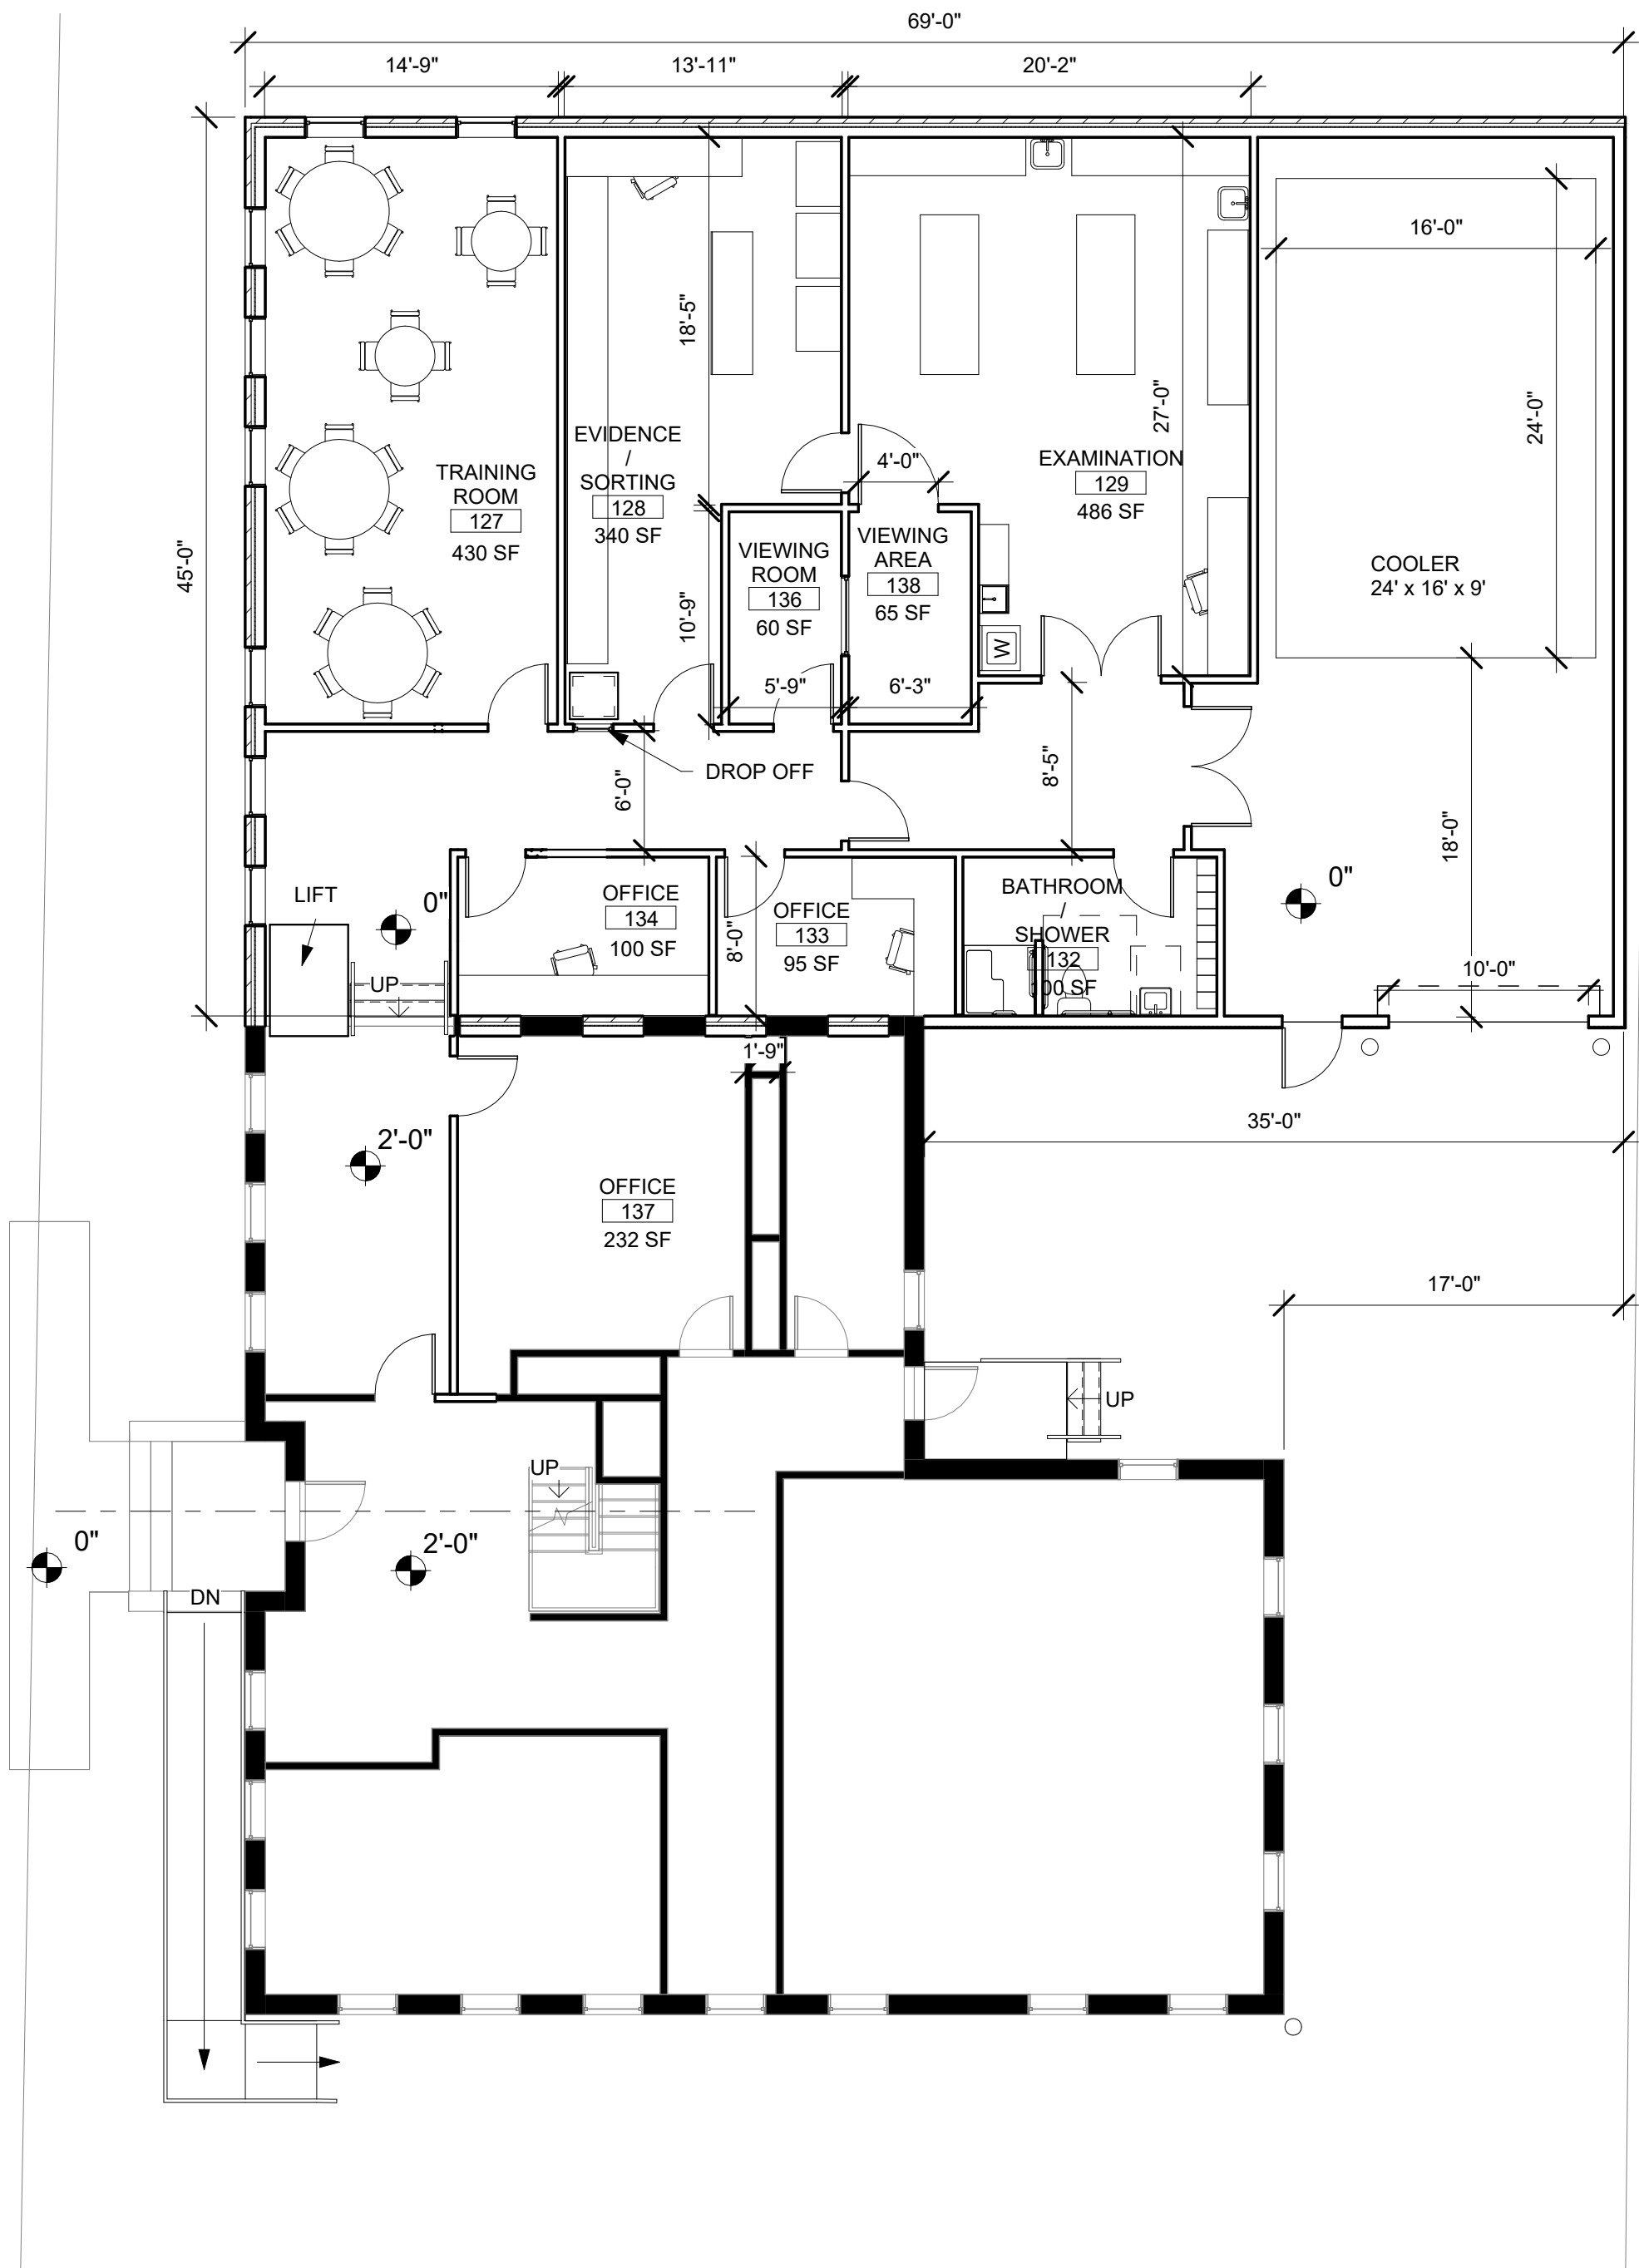 69'-0"
14'-9"
13'-11"
20'-2"
45'-0"
18'-5"
16'-0"
24'-0"
27'-0"
EVIDENCE
/
SORTING
128
340 SF
TRAINING
ROOM
127
430 SF
4'-0"
EXAMINATION
129
486 SF
VIEWING
ROOM
136
60 SF
VIEWING
AREA
138
65 SF
COOLER
24' x 16' x 9'
10'-9"
W
5'-9"
6'-3"
DROP OFF
6'-0"
8'-5"
18'-0"
LIFT
0"
UP
OFFICE
134
100 SF
8'-0"
OFFICE
133
95 SF
BATHROOM
/
SHOWER
132
100 SF
0"
10'-0"
1'-9"
35'-0"
2'-0"
OFFICE
137
232 SF
17'-0"
UP
UP
0"
2'-0"
DN